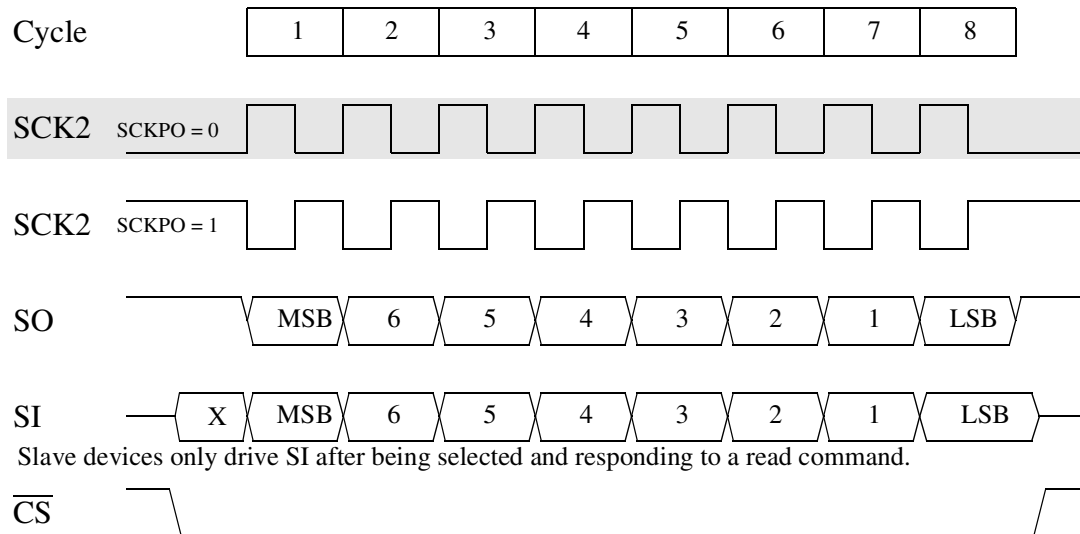 Cycle 1 2 3 4 5 6 7 8
SCK2 SCKPO = 0
SCK2 SCKPO = 1
SO MSB 6 5 4 3 2 1 LSB
SI X MSB 6 5 4 3 2 1 LSB
Slave devices only drive SI after being selected and responding to a read command.
C̅S̅